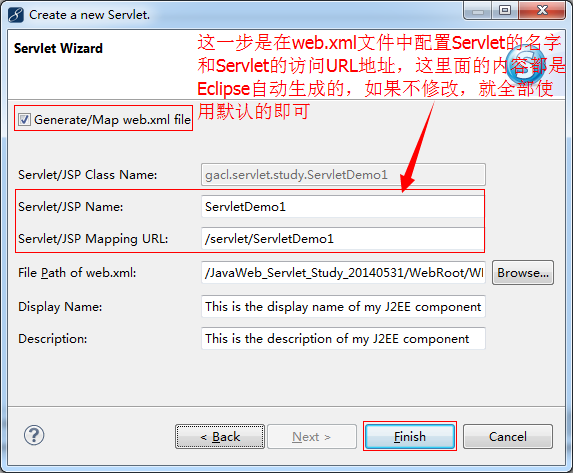 Create a new Servlet.
Servlet Wizard
这一步是在web.xml文件中配置Servlet的名字
和Servlet的访问URL地址，这里面的内容都是
Eclipse自动生成的，如果不修改，就全部使
用默认的即可
Generate/Map web.xml file
Servlet/JSP Class Name: gacl.servlet.study.ServletDemo1
Servlet/JSP Name: ServletDemo1
Servlet/JSP Mapping URL: /servlet/ServletDemo1
File Path of web.xml: /JavaWeb_Servlet_Study_20140531/WebRoot/WI Browse...
Display Name: This is the display name of my J2EE component
Description: This is the description of my J2EE component
< Back Next > Finish Cancel